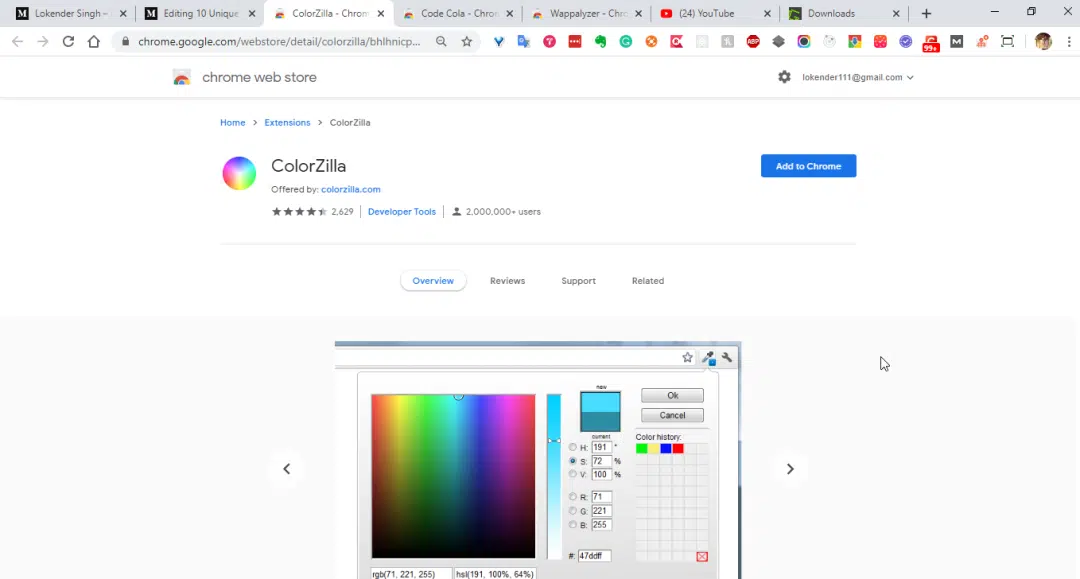 Lokender Singh –
Editing 10 Unique
ColorZilla - Chrom
Code Cola - Chro
Wappalyzer - Chr
(24) YouTube
Downloads
chrome.google.com/webstore/detail/colorzilla/bhlhnicp...
ABP
99+
chrome web store
lokender111@gmail.com
Home > Extensions > ColorZilla
ColorZilla
Add to Chrome
Offered by: colorzilla.com
2,629
Developer Tools
2,000,000+ users
Overview
Reviews
Support
Related
new
current
Ok
Cancel
Color history:
H: 191 °
S: 72 %
V: 100 %
R: 71
G: 221
B: 255
#: 47ddff
rgb(71, 221, 255)
hsl(191, 100%, 64%)